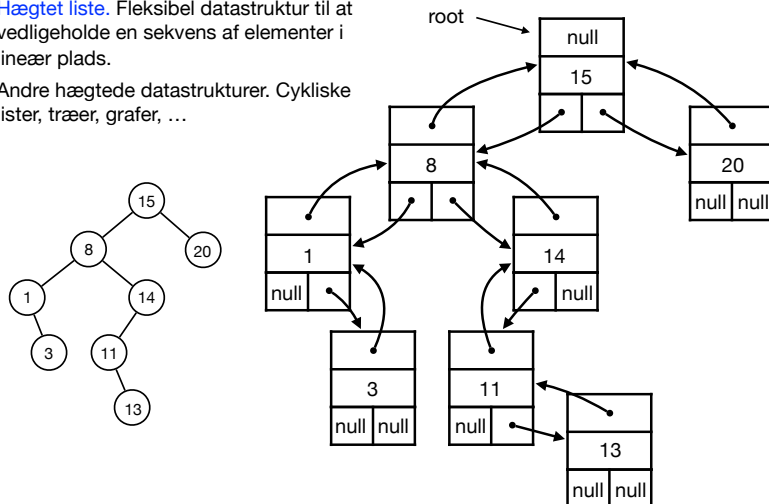 Hægtet liste. Fleksibel datastruktur til at
vedligeholde en sekvens af elementer i
lineær plads.
Andre hægtede datastrukturer. Cykliske
lister, træer, grafer, …
root
null
15
8
20
null null
1
14
null
null
3
null null
11
null
13
null null
15
8
20
1
14
3
11
13